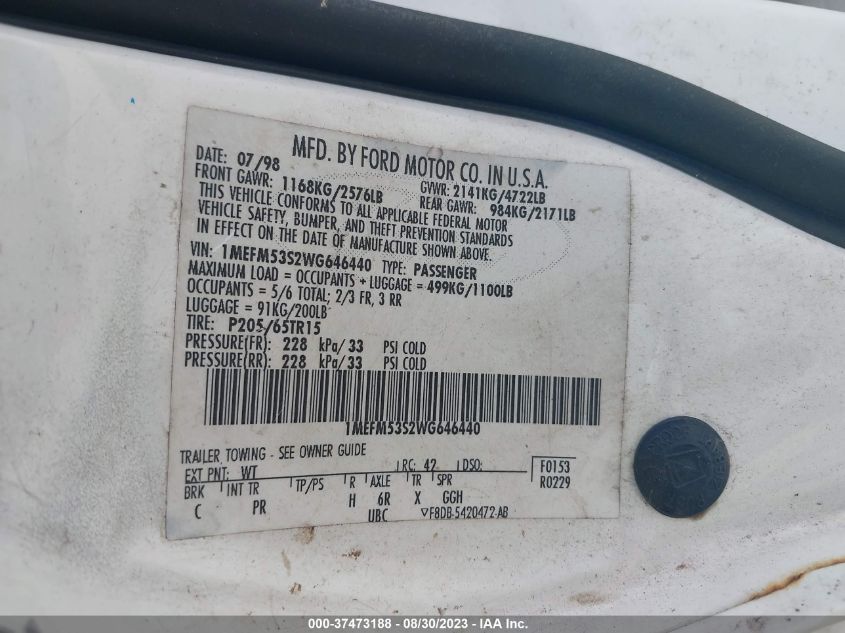 MFD. BY FORD MOTOR CO. IN U.S.A.
DATE: 07/98 GVWR: 2141KG/4722LB
FRONT GAWR: 1168KG/2576LB REAR GAWR: 984KG/2171LB
THIS VEHICLE CONFORMS TO ALL APPLICABLE FEDERAL MOTOR
VEHICLE SAFETY, BUMPER, AND THEFT PREVENTION STANDARDS
IN EFFECT ON THE DATE OF MANUFACTURE SHOWN ABOVE.
VIN: 1MEFM53S2WG646440 TYPE: PASSENGER
MAXIMUM LOAD = OCCUPANTS + LUGGAGE = 499KG/1100LB
OCCUPANTS = 5/6 TOTAL; 2/3 FR, 3 RR
LUGGAGE = 91KG/200LB
TIRE: P205/65TR15
PRESSURE(FR): 228 kPa/33 PSI COLD
PRESSURE(RR): 228 kPa/33 PSI COLD
1MEFM53S2WG646440
TRAILER TOWING - SEE OWNER GUIDE
EXT PNT: WT RC: 42 DSO: F0153
BRK INT TR TP/PS R AXLE TR SPR R0229
C PR H 6R X GGH
UBC ▽F8DB-5420472-AB
000-37473188 - 08/30/2023 - IAAI.com